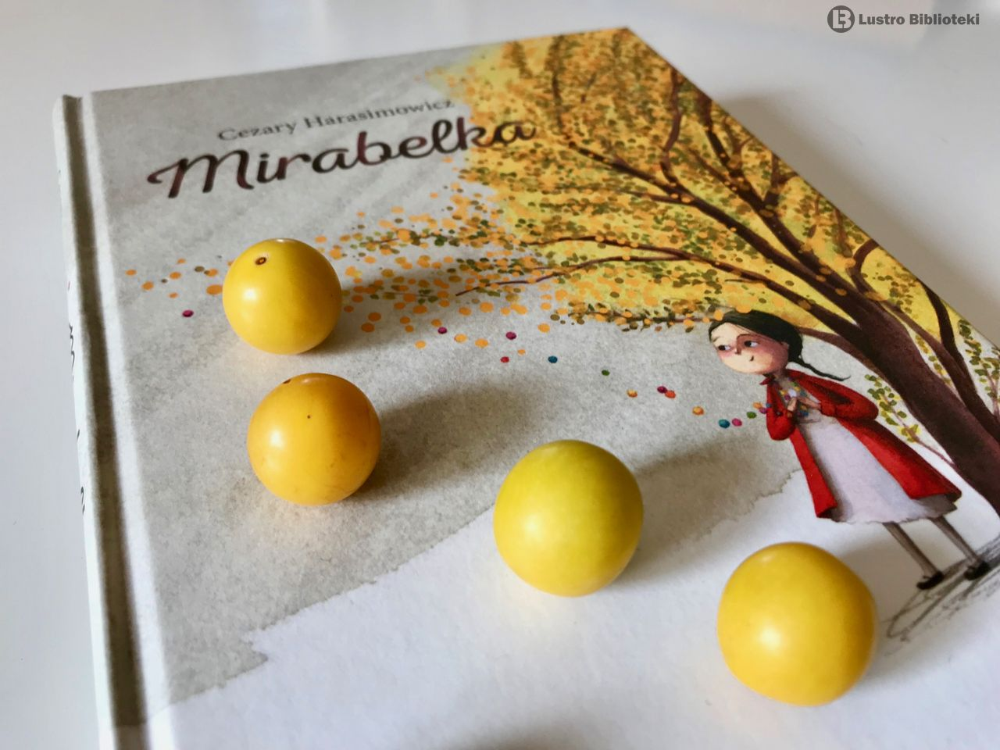 Lustro Biblioteki
Cezary Harasimowicz
Mirabelka